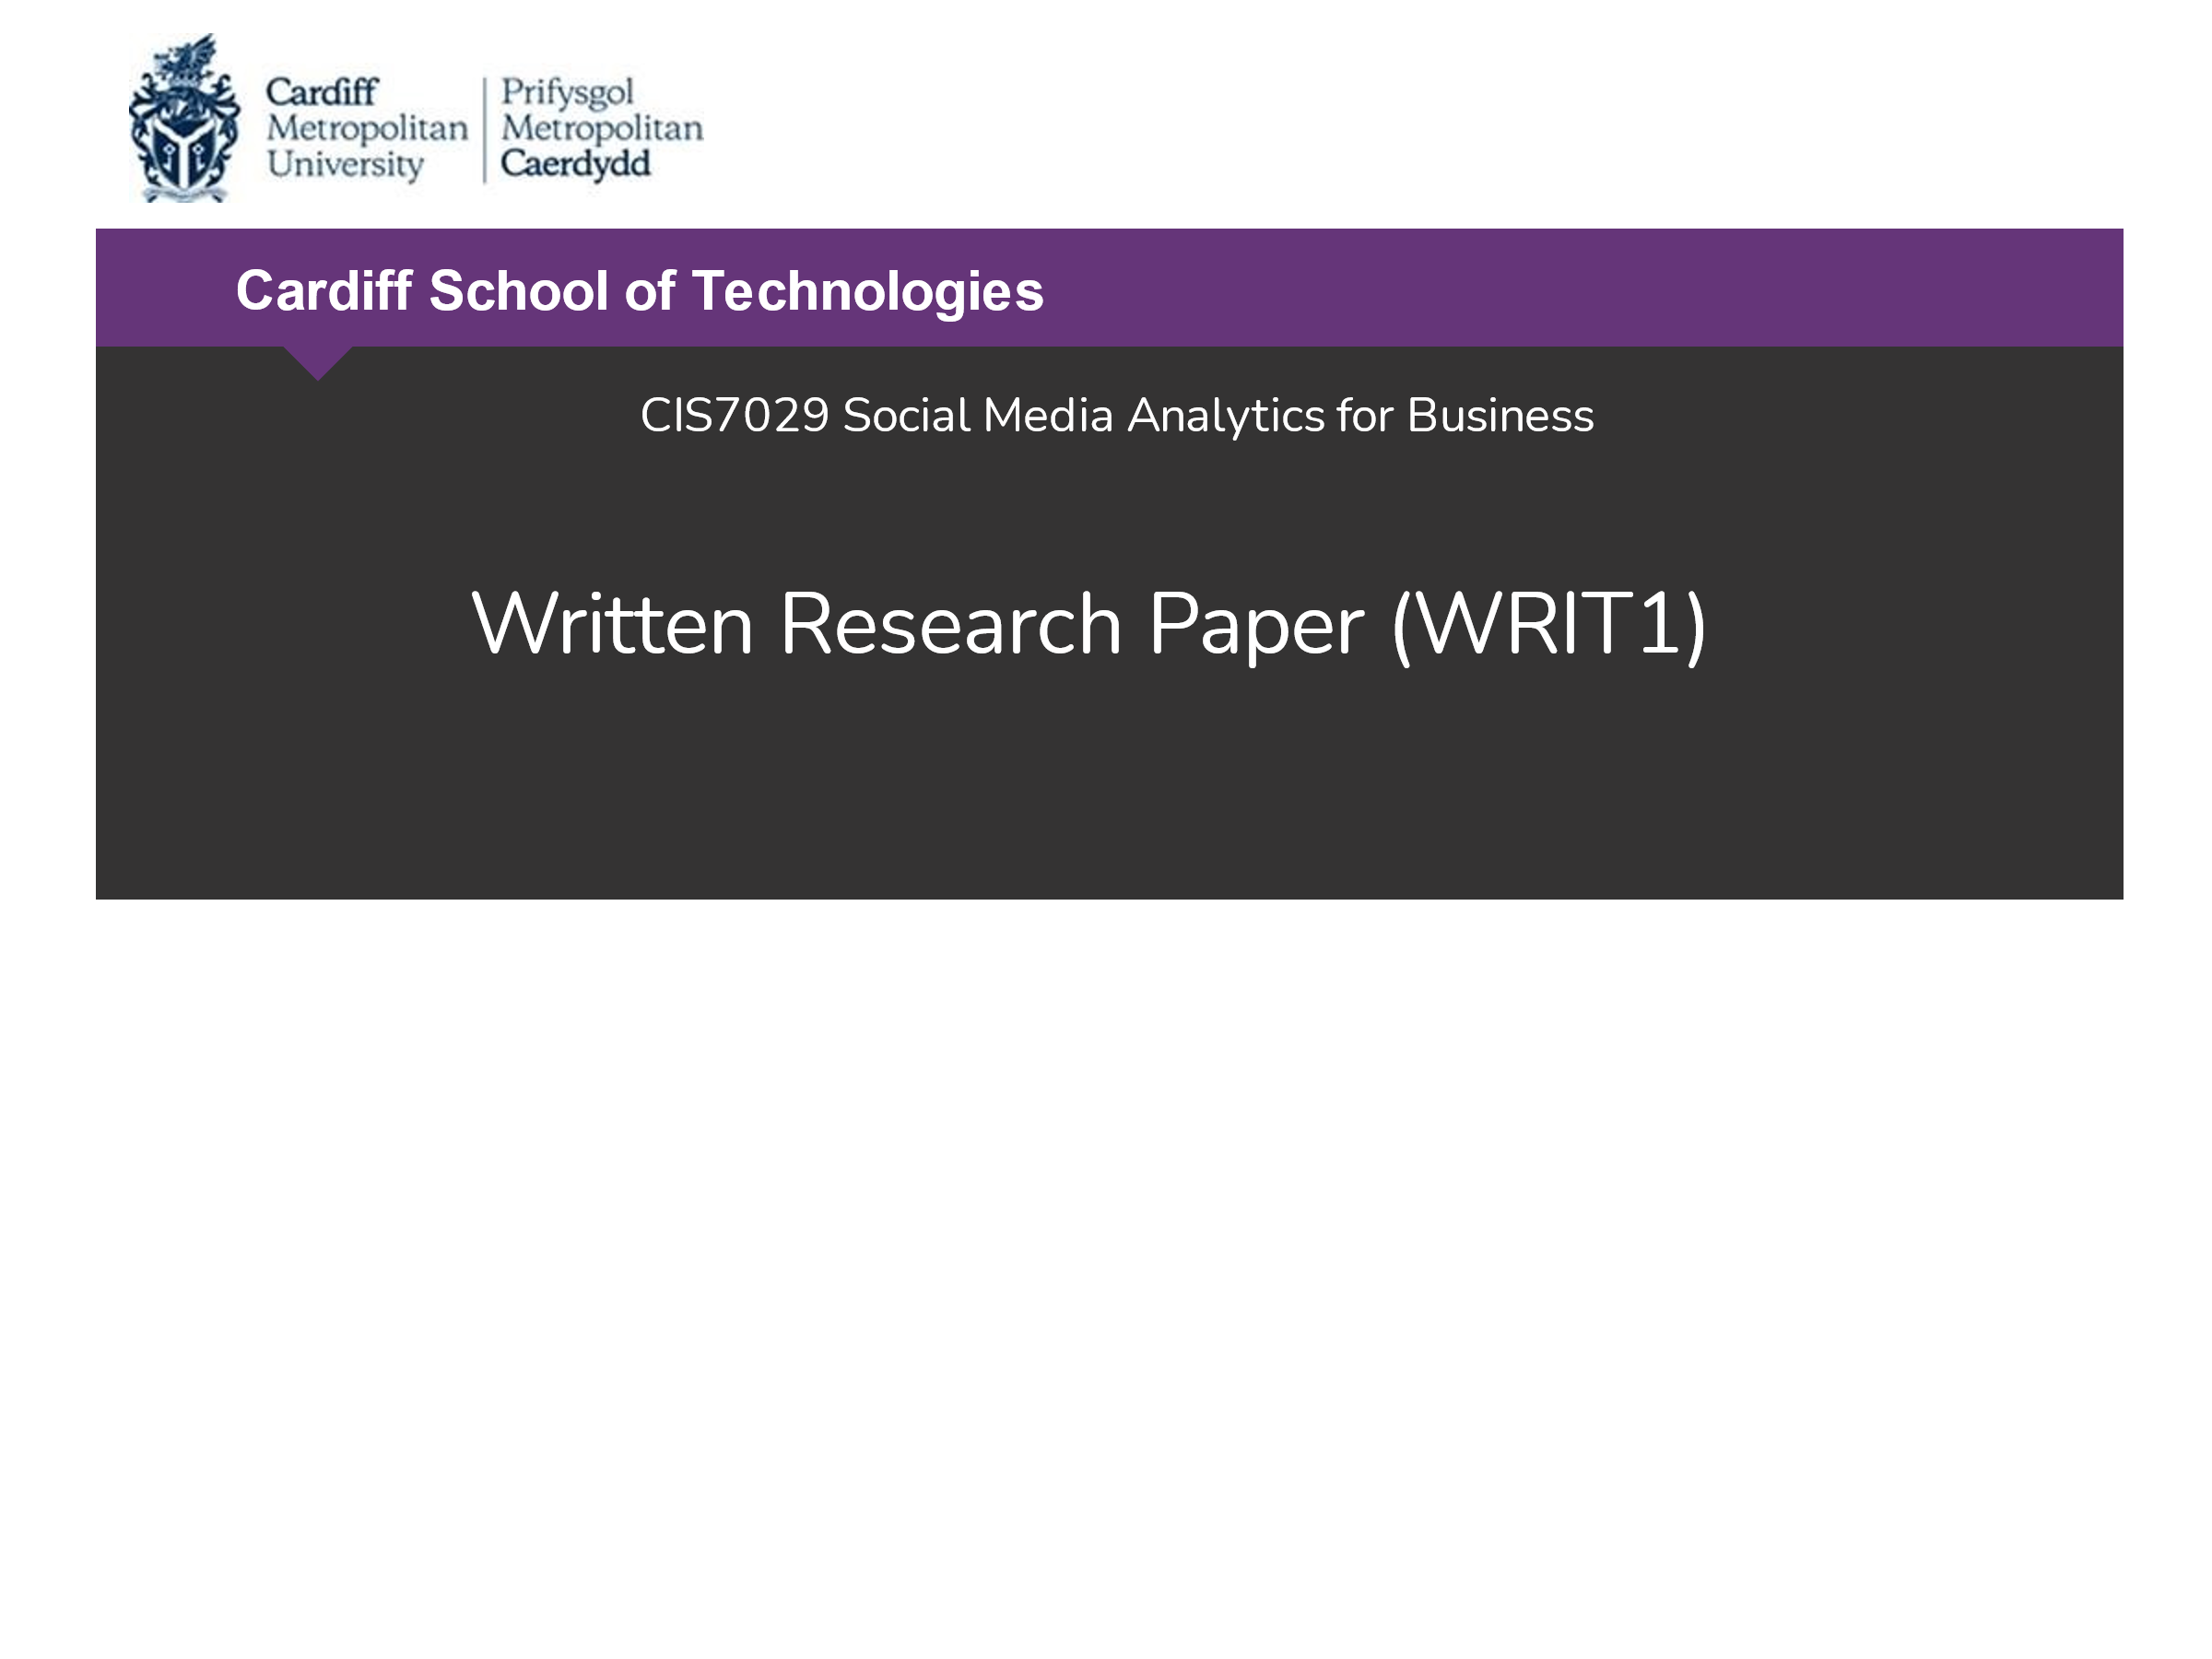 Cardiff
Metropolitan
University
Prifysgol
Metropolitan
Caerdydd
Cardiff School of Technologies
CIS7029 Social Media Analytics for Business
Written Research Paper (WRIT1)